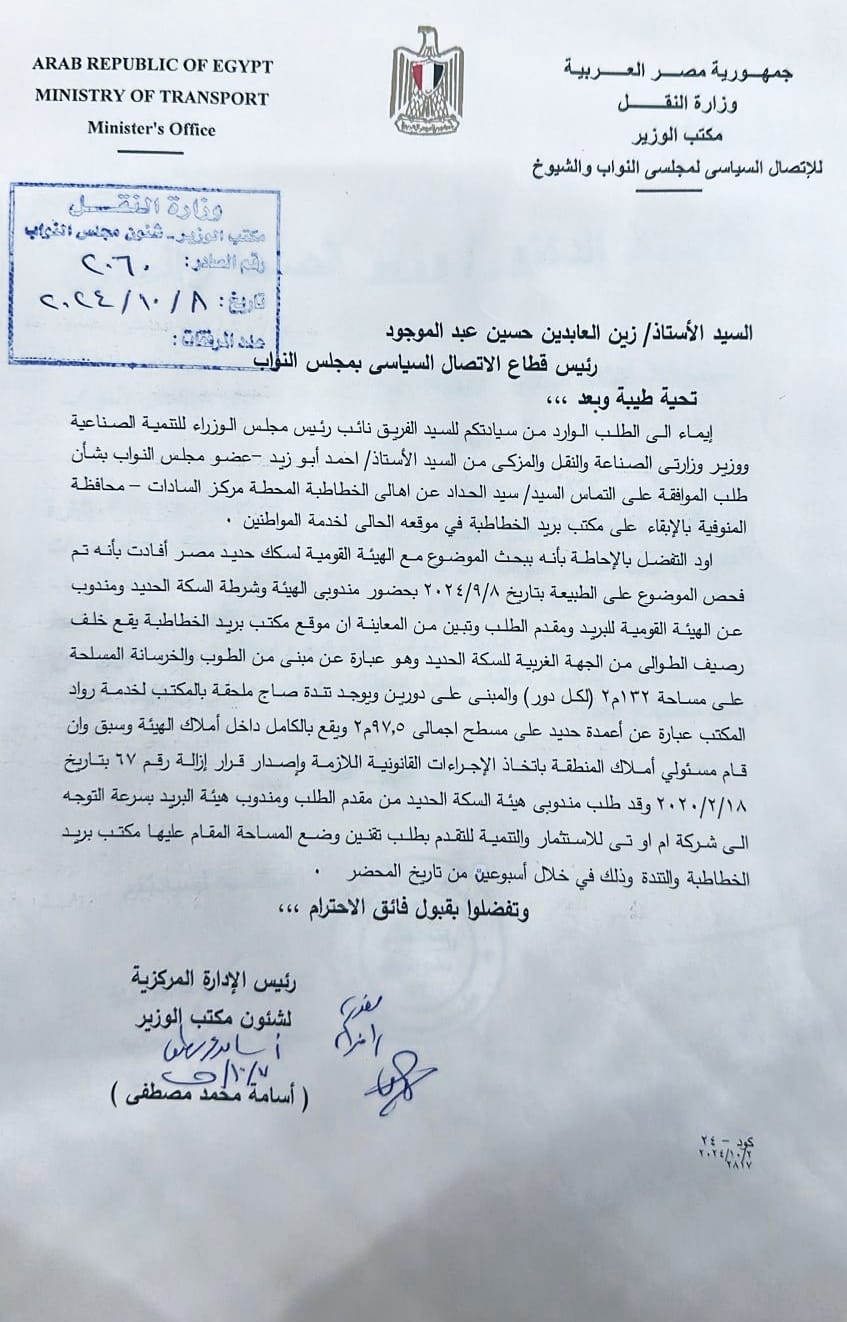 ARAB REPUBLIC OF EGYPT
MINISTRY OF TRANSPORT
Minister's Office
جمهورية مصر العربية
وزارة النقل
مكتب الوزير
للإتصال السياسى لمجلسى النواب والشيوخ
وزارة النقل
مكتب الوزير - شئون مجلس النواب
رقم الصادر: ٢٠٦٠
تاريخ: ٢٠٢٤/١٠/٨
عدد المرفقات:
السيد الأستاذ/ زين العابدين حسين عبد الموجود
رئيس قطاع الاتصال السياسى بمجلس النواب
تحية طيبة وبعد ,,,
إيماء الى الطلب الوارد من سيادتكم للسيد الفريق نائب رئيس مجلس الوزراء للتنمية الصناعية
ووزير وزارتى الصناعة والنقل والمزكى من السيد الأستاذ/ احمد أبو زيد -عضو مجلس النواب بشأن
طلب الموافقة على التماس السيد/ سيد الحداد عن اهالى الخطاطبة المحطة مركز السادات – محافظة
المنوفية بالإبقاء على مكتب بريد الخطاطبة في موقعه الحالى لخدمة المواطنين .
اود التفضل بالإحاطة بأنه ببحث الموضوع مع الهيئة القومية لسكك حديد مصر أفادت بأنه تم
فحص الموضوع على الطبيعة بتاريخ ٢٠٢٤/٩/٨ بحضور مندوبى الهيئة وشرطة السكة الحديد ومندوب
عن الهيئة القومية للبريد ومقدم الطلب وتبين من المعاينة ان موقع مكتب بريد الخطاطبة يقع خلف
رصيف الطوالى من الجهة الغربية للسكة الحديد وهو عبارة عن مبنى من الطوب والخرسانة المسلحة
على مساحة ١٣٢م٢ (لكل دور) والمبنى على دورين ويوجد تندة صاج ملحقة بالمكتب لخدمة رواد
المكتب عبارة عن أعمدة حديد على مسطح اجمالى ٩٧,٥م٢ ويقع بالكامل داخل أملاك الهيئة وسبق وان
قام مسئولي أملاك المنطقة باتخاذ الإجراءات القانونية اللازمة وإصدار قرار إزالة رقم ٦٧ بتاريخ
٢٠٢٠/٢/١٨ وقد طلب مندوبى هيئة السكة الحديد من مقدم الطلب ومندوب هيئة البريد بسرعة التوجه
الى شركة ام او تى للاستثمار والتنمية للتقدم بطلب تقنين وضع المساحة المقام عليها مكتب بريد
الخطاطبة والتندة وذلك في خلال أسبوعين من تاريخ المحضر .
وتفضلوا بقبول فائق الاحترام ,,,
رئيس الإدارة المركزية
لشئون مكتب الوزير
( أسامة محمد مصطفى )
كود – ٢٤
٢٠٢٤/١٠/٢
٢٨١٧